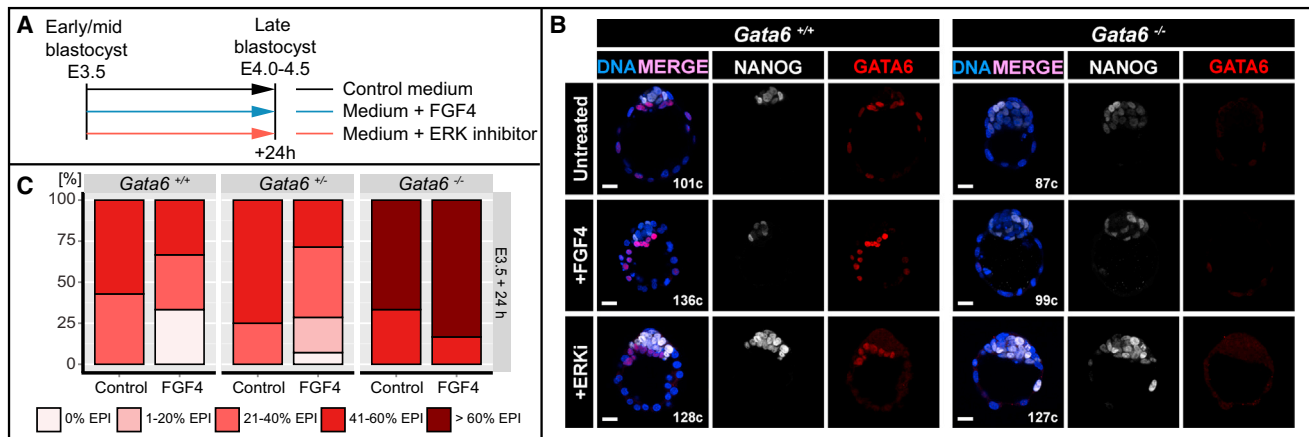 A
Early/mid
blastocyst
E3.5
Late
blastocyst
E4.0-4.5
+24h
Control medium
Medium + FGF4
Medium + ERK inhibitor
B
Gata6 +/+
Gata6 -/-
DNA MERGE
NANOG
GATA6
DNA MERGE
NANOG
GATA6
Untreated
101c
87c
+FGF4
136c
99c
+ERKi
128c
127c
C
[%]
Gata6 +/+
Gata6 +/-
Gata6 -/-
100
75
50
25
0
E3.5 + 24 h
Control
FGF4
Control
FGF4
Control
FGF4
0% EPI
1-20% EPI
21-40% EPI
41-60% EPI
> 60% EPI